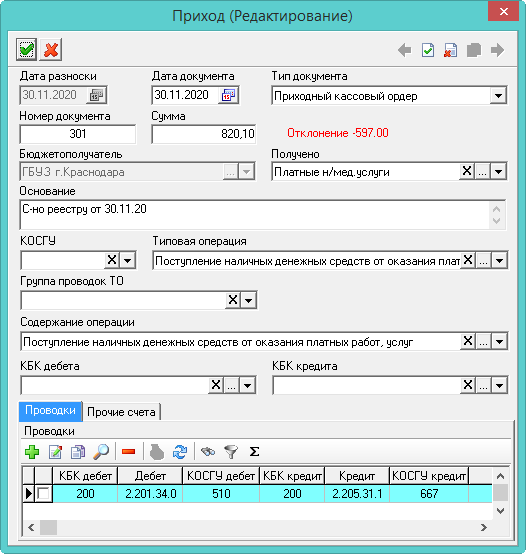 Приход (Редактирование)
Дата разноски Дата документа Тип документа
30.11.2020 30.11.2020 Приходный кассовый ордер
Номер документа Сумма
301 820,10 Отклонение -597.00
Бюджетополучатель Получено
ГБУЗ г.Краснодара Платные н/мед.услуги
Основание
С-но реестру от 30.11.20
КОСГУ Типовая операция
Поступление наличных денежных средств от оказания плат
Группа проводок ТО
Содержание операции
Поступление наличных денежных средств от оказания платных работ, услуг
КБК дебета КБК кредита
Проводки Прочие счета
Проводки
КБК дебет Дебет КОСГУ дебет КБК кредит Кредит КОСГУ кредит
200 2.201.34.0 510 200 2.205.31.1 667